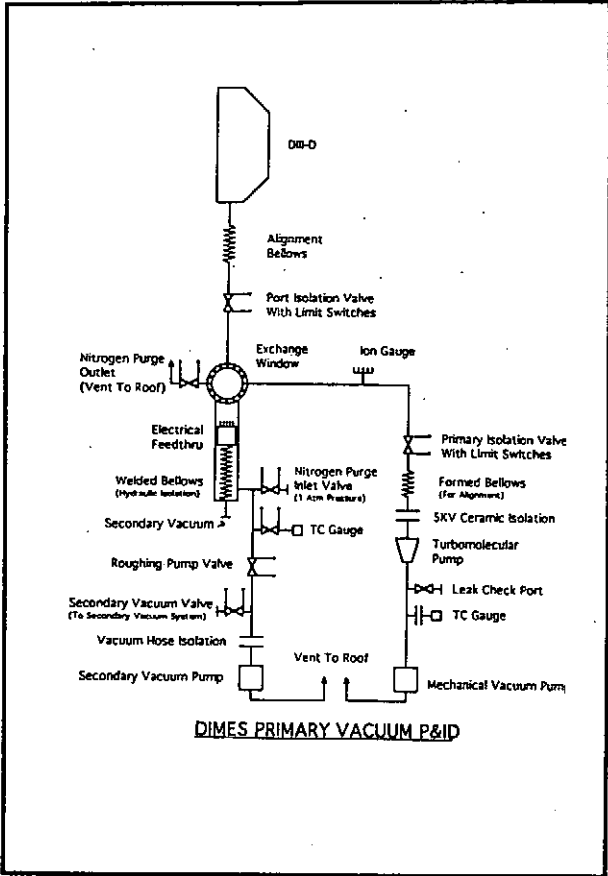 DIII-D
Alignment
Bellows
Port Isolation Valve
With Limit Switches
Exchange
Window
Ion Gauge
Nitrogen Purge
Outlet
(Vent To Roof)
Electrical
Feedthru
Primary Isolation Valve
With Limit Switches
Welded Bellows
(Hydraulic Isolation)
Nitrogen Purge
Inlet Valve
(1 Atm Pressure)
Formed Bellows
(For Alignment)
Secondary Vacuum
TC Gauge
5KV Ceramic Isolation
Roughing Pump Valve
Turbomolecular
Pump
Leak Check Port
Secondary Vacuum Valve
(To Secondary Vacuum System)
TC Gauge
Vacuum Hose Isolation
Vent To Roof
Secondary Vacuum Pump
Mechanical Vacuum Pump
DIMES PRIMARY VACUUM P&ID